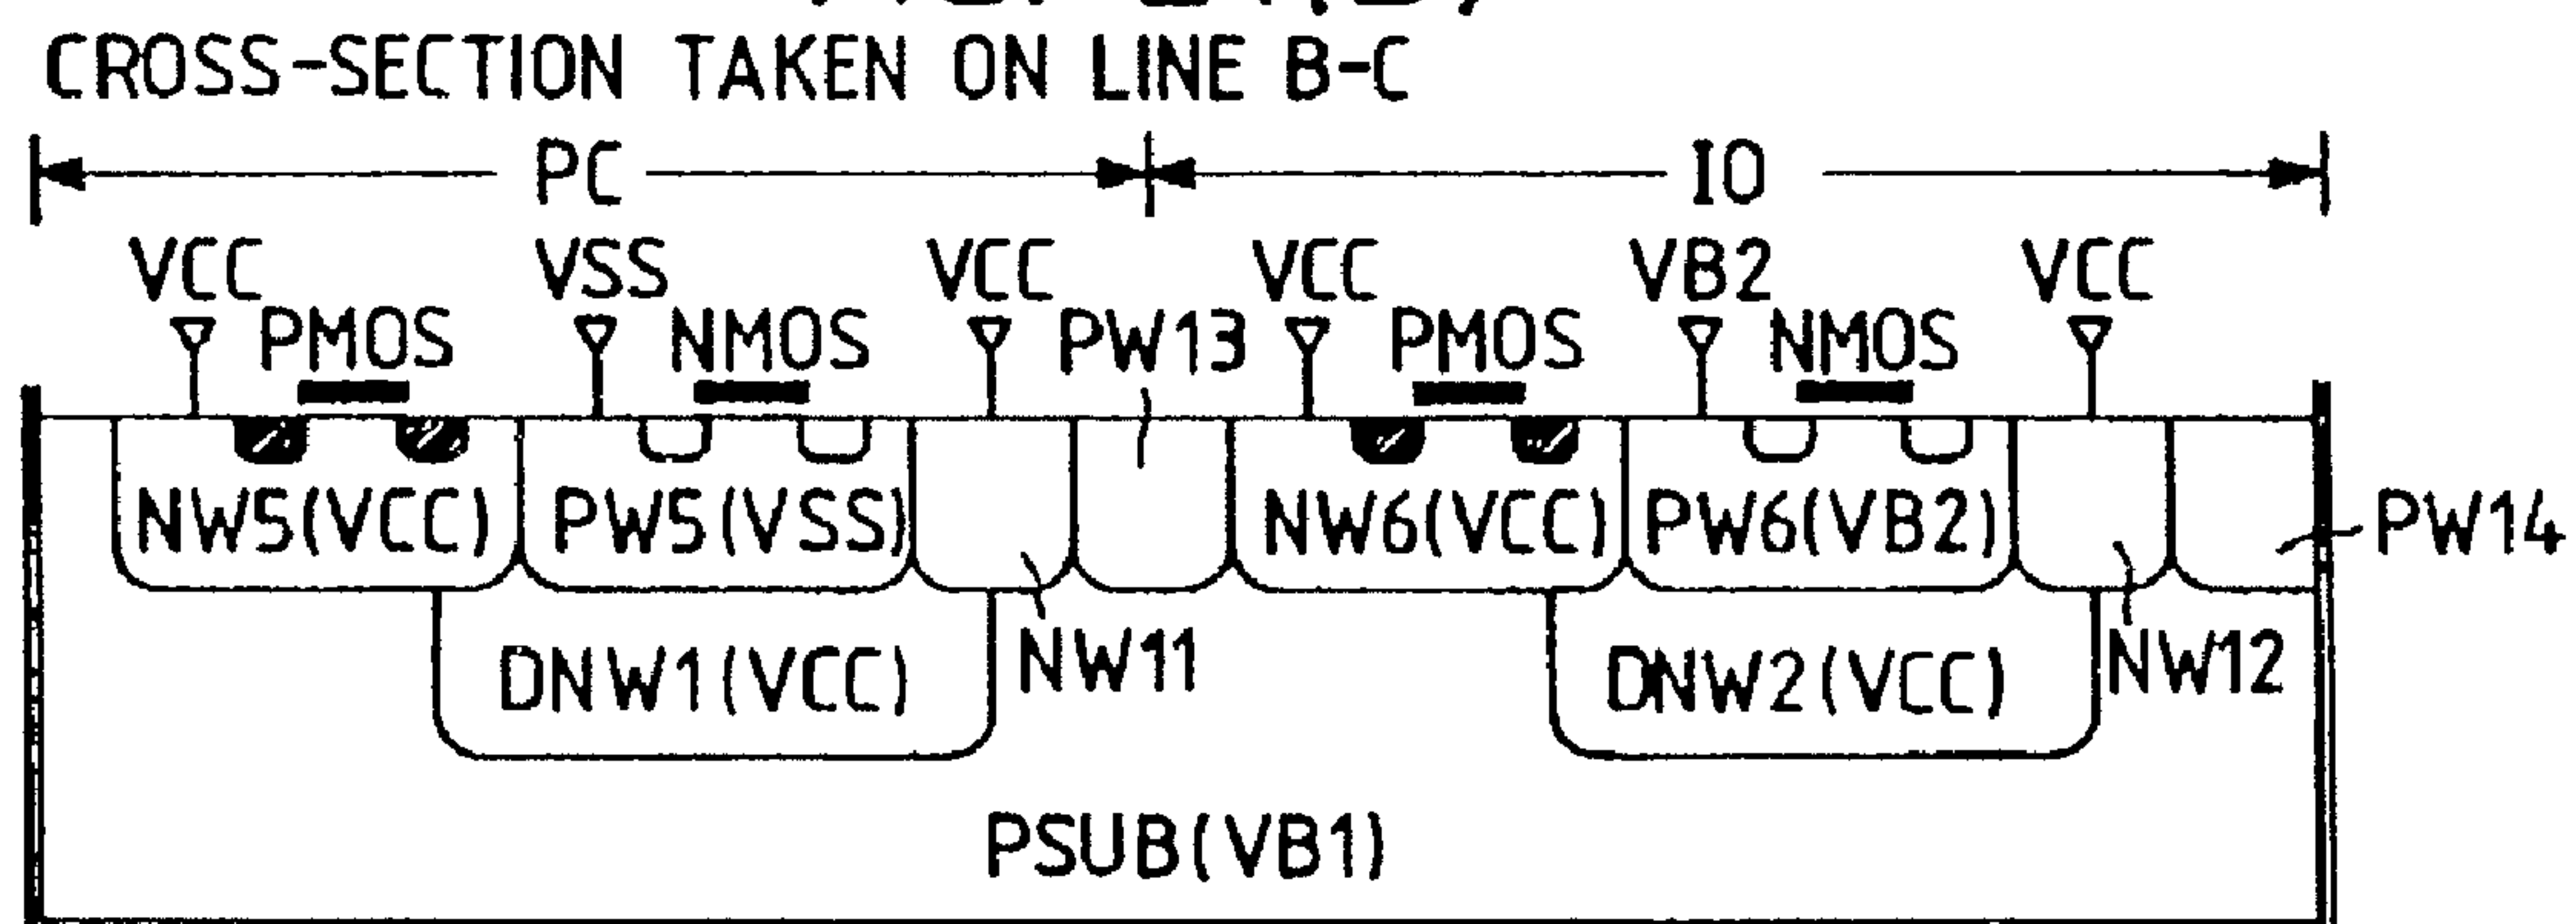 CROSS-SECTION TAKEN ON LINE B-C
PC IO
VCC VSS VCC VCC VB2 VCC
PMOS NMOS PW13 PMOS NMOS
NW5(VCC) PW5(VSS) NW6(VCC) PW6(VB2) PW14
DNW1(VCC) NW11 DNW2(VCC) NW12
PSUB(VB1)